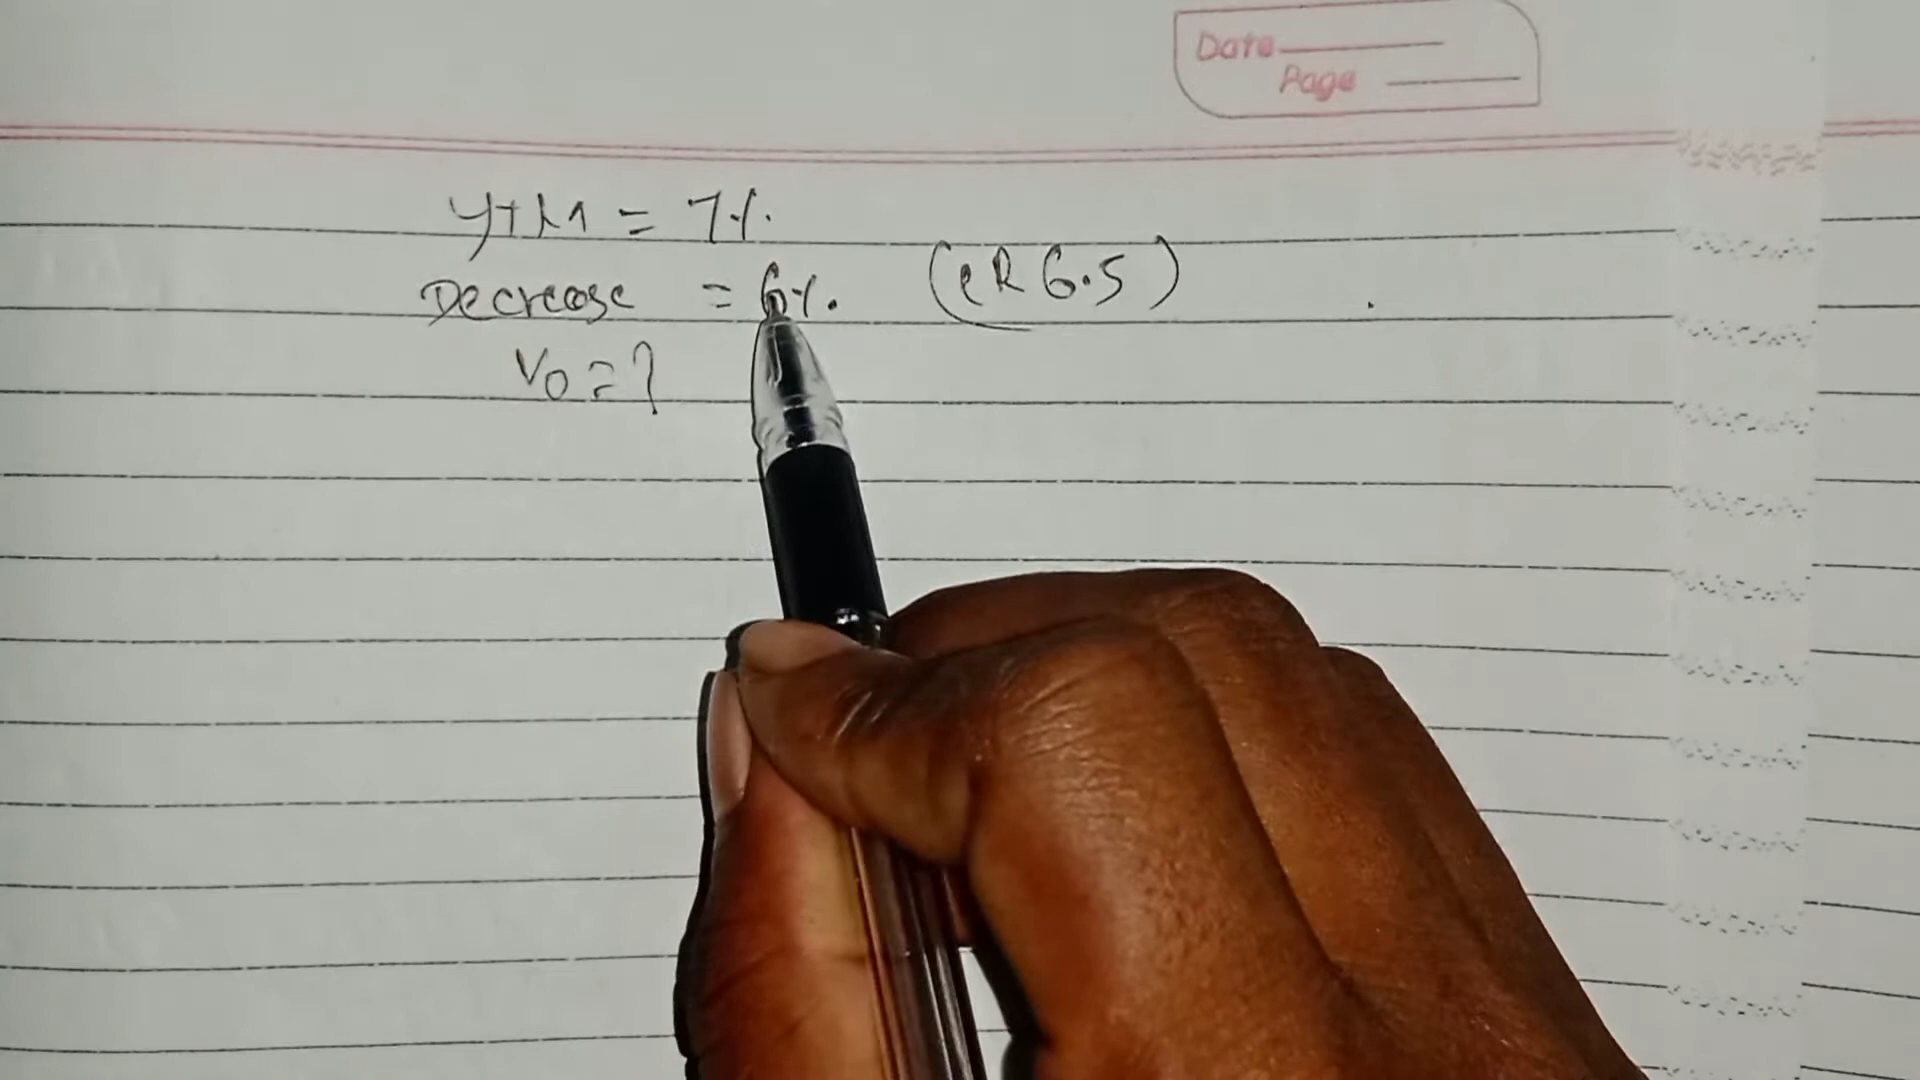 Date
Page
YTM = 7%.
Decrease = 6%. (CR 6.5)
V0 = ?